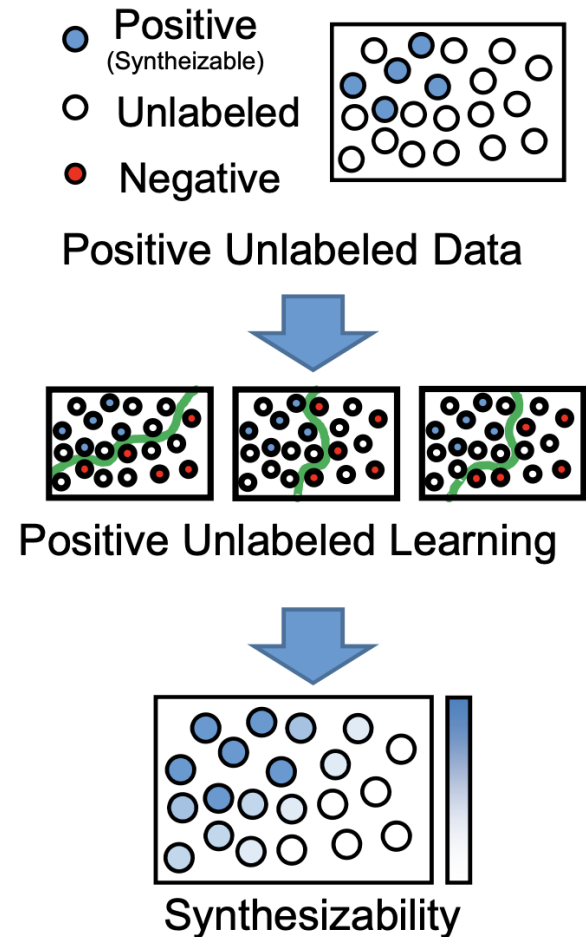 Positive
(Syntheizable)
Unlabeled
Negative
Positive Unlabeled Data
Positive Unlabeled Learning
Synthesizability